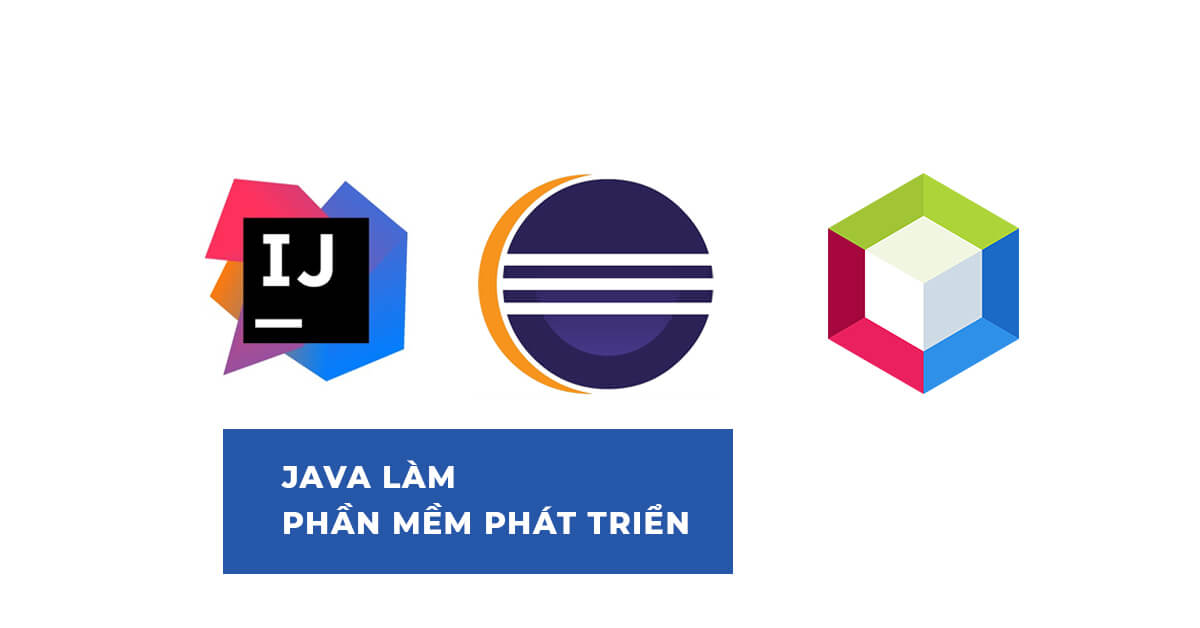 IJ
JAVA LÀM
PHẦN MỀM PHÁT TRIỂN